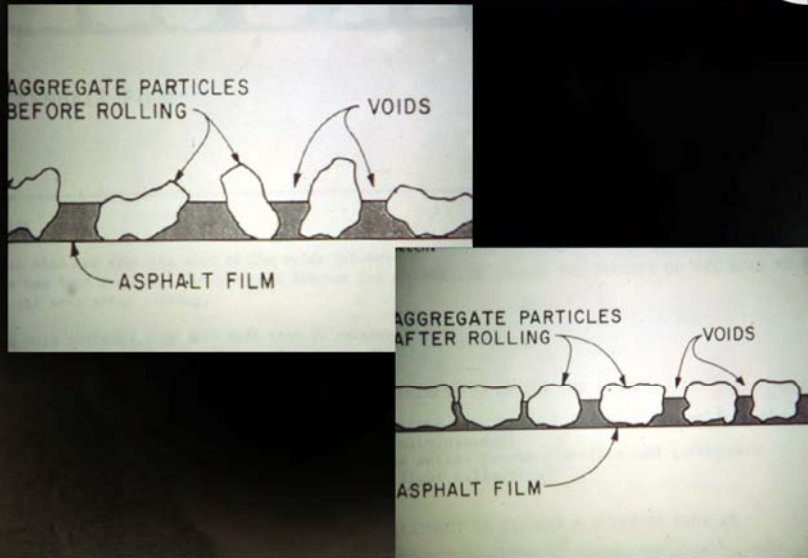 AGGREGATE PARTICLES
BEFORE ROLLING
VOIDS
ASPHALT FILM
AGGREGATE PARTICLES
AFTER ROLLING
VOIDS
ASPHALT FILM